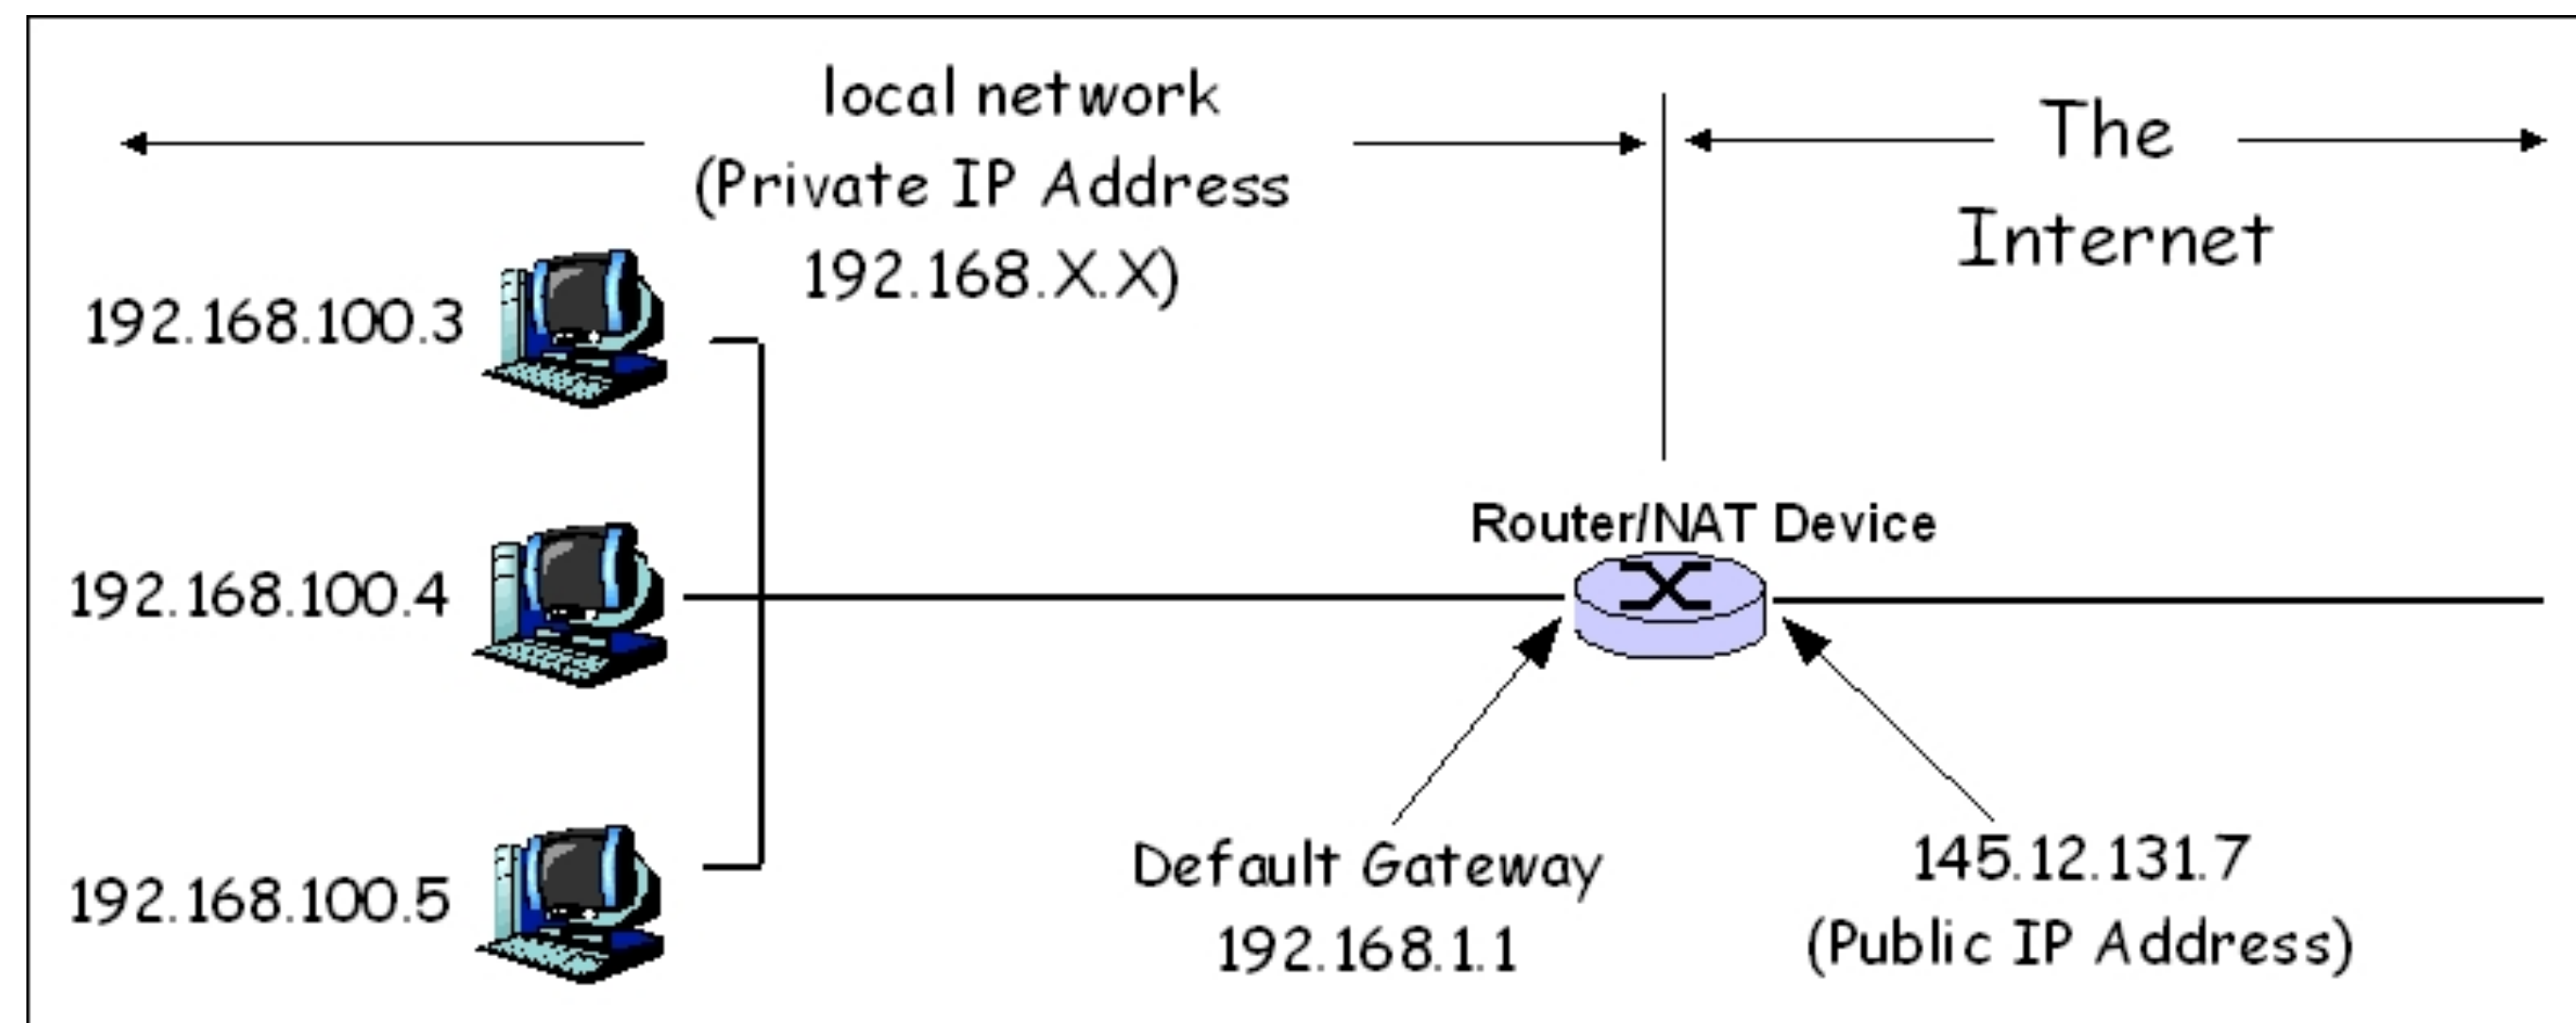 local network
(Private IP Address
192.168.X.X)
The
Internet
192.168.100.3
Router/NAT Device
192.168.100.4
192.168.100.5
Default Gateway
192.168.1.1
145.12.131.7
(Public IP Address)